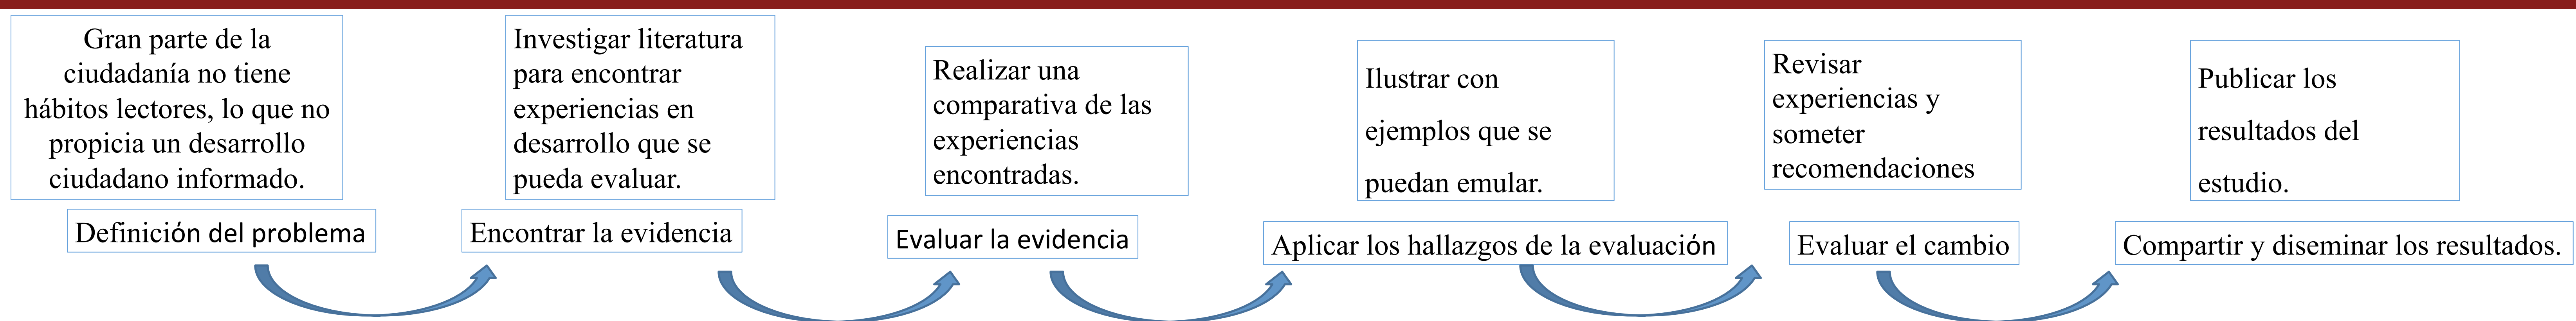 Gran parte de la
ciudadanía no tiene
hábitos lectores, lo que no
propicia un desarrollo
ciudadano informado.
Definición del problema
Investigar literatura
para encontrar
experiencias en
desarrollo que se
pueda evaluar.
Encontrar la evidencia
Realizar una
comparativa de las
experiencias
encontradas.
Evaluar la evidencia
Ilustrar con
ejemplos que se
puedan emular.
Aplicar los hallazgos de la evaluación
Revisar
experiencias y
someter
recomendaciones
Evaluar el cambio
Publicar los
resultados del
estudio.
Compartir y diseminar los resultados.